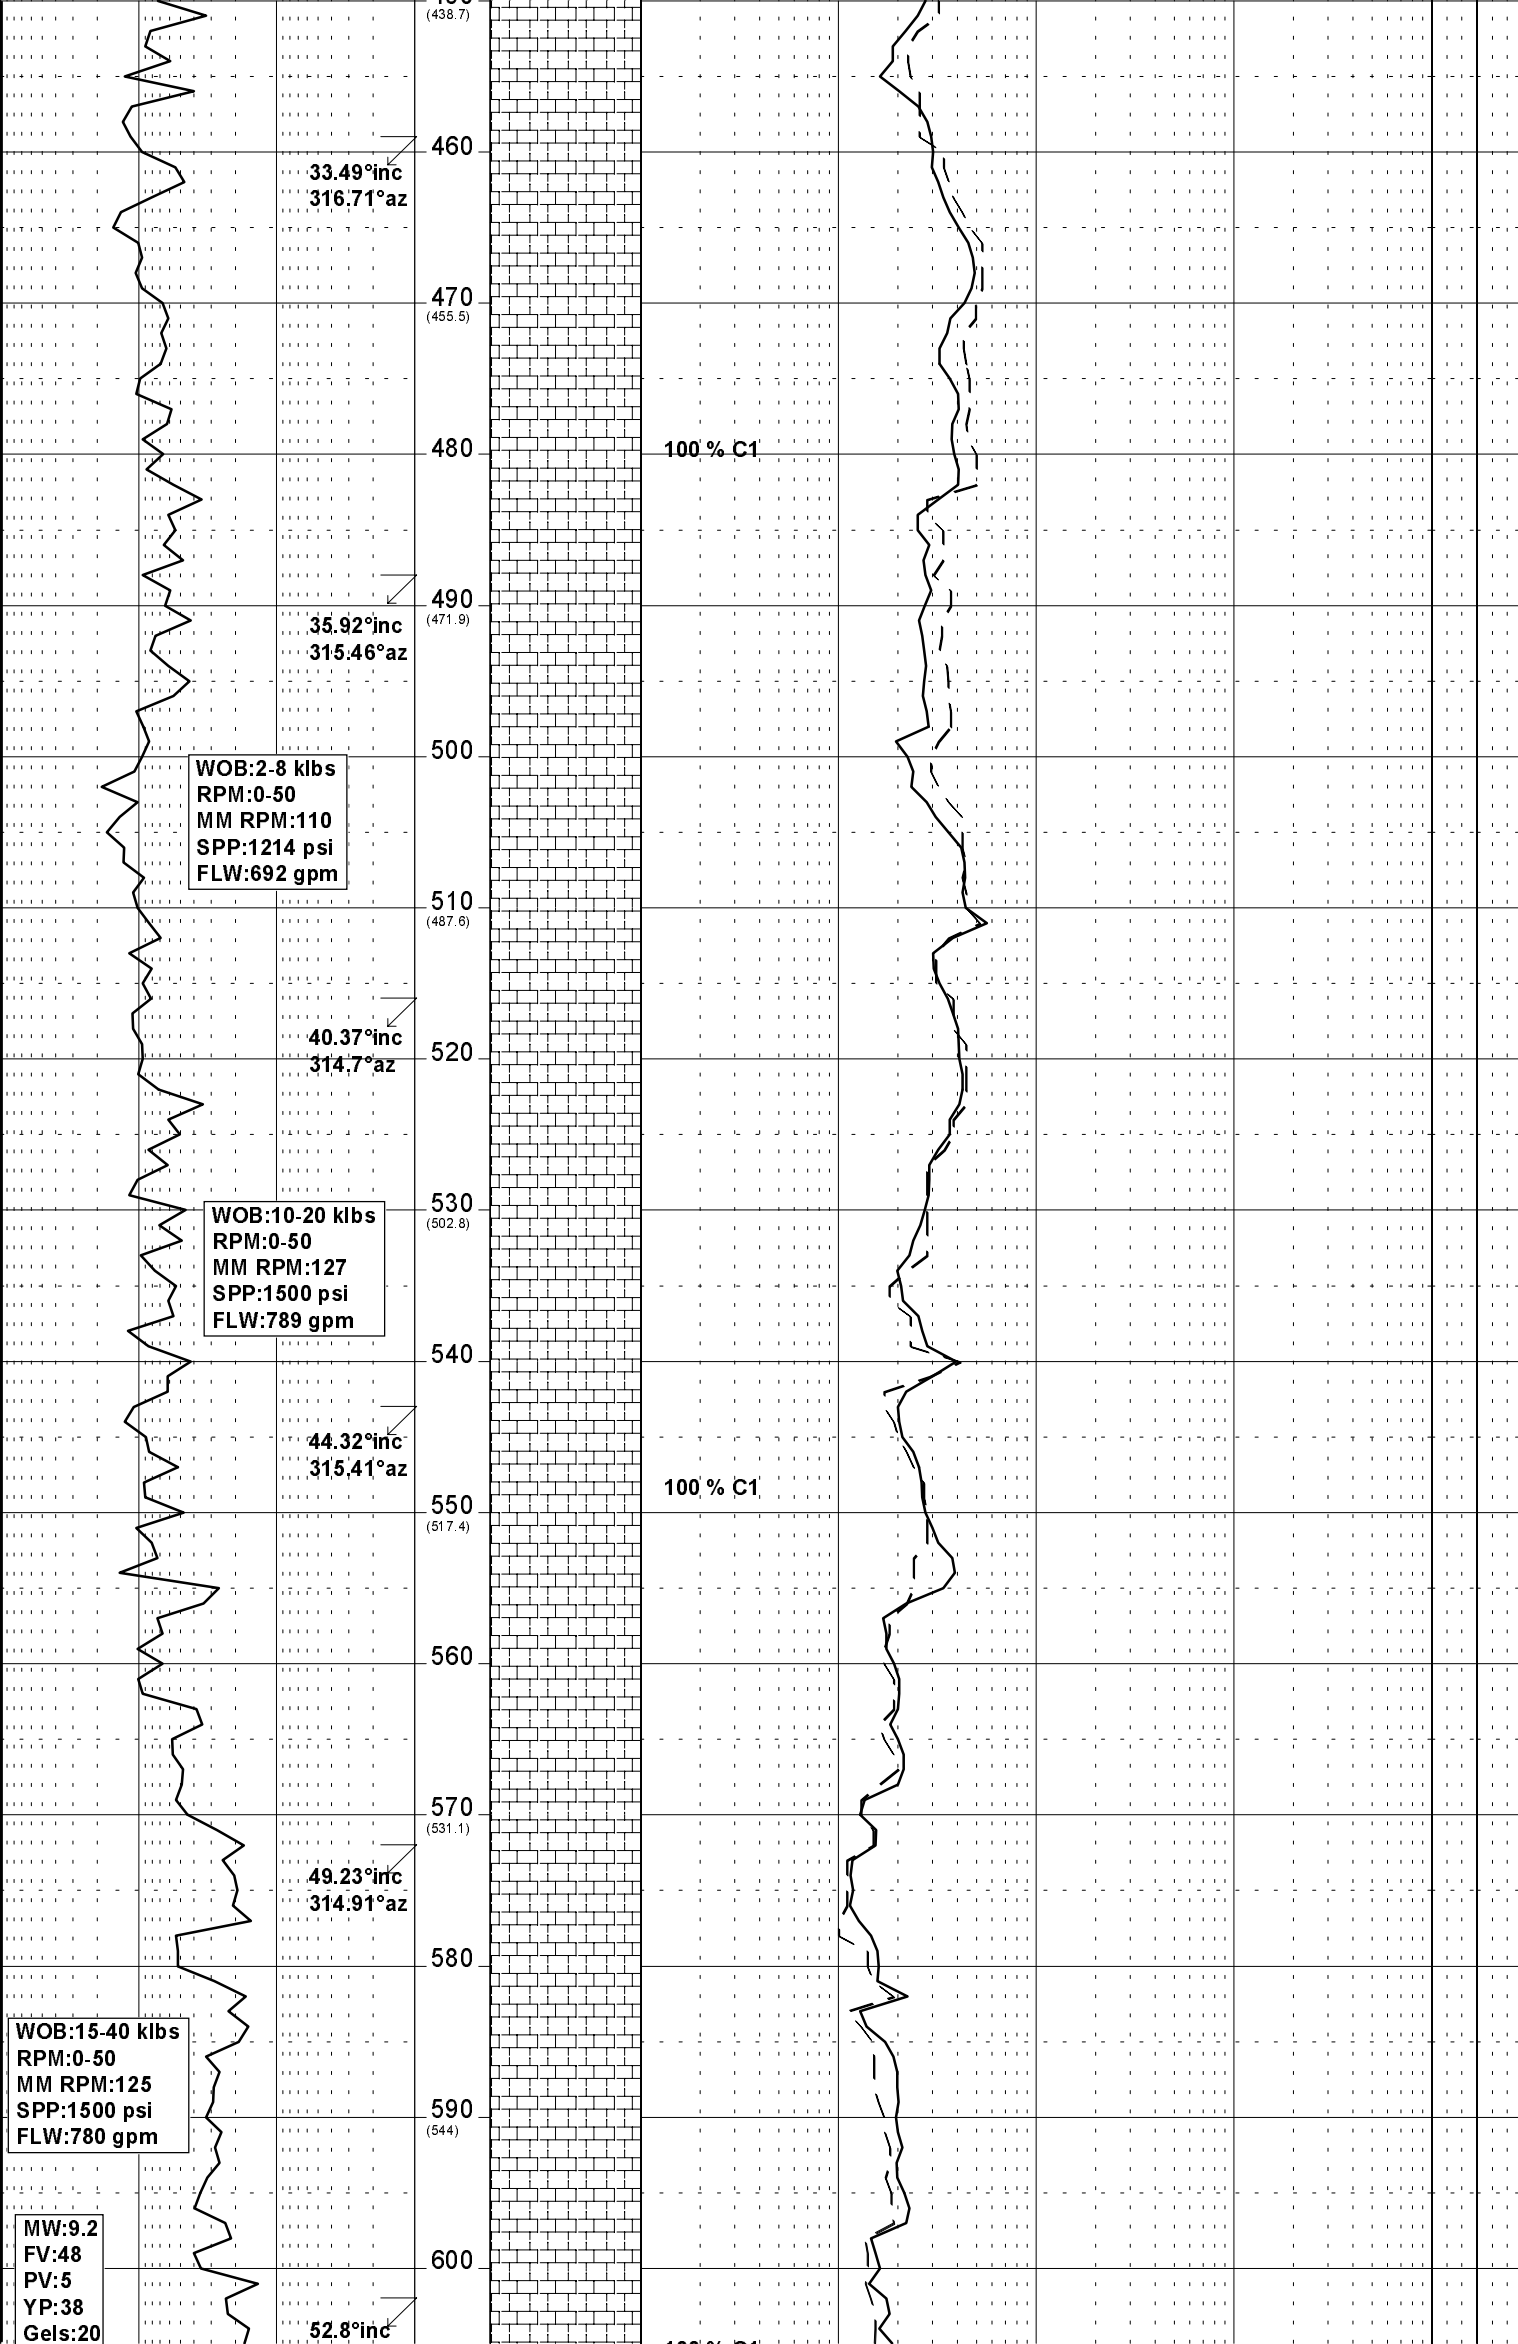 (438.7)
460
33.49°inc
316.71°az
470
(455.5)
480
100 % C1
490
(471.9)
35.92°inc
315.46°az
500
WOB:2-8 klbs
RPM:0-50
MM RPM:110
SPP:1214 psi
FLW:692 gpm
510
(487.6)
40.37°inc
314.7°az
520
530
(502.8)
WOB:10-20 klbs
RPM:0-50
MM RPM:127
SPP:1500 psi
FLW:789 gpm
540
44.32°inc
315.41°az
100 % C1
550
(517.4)
560
570
(531.1)
49.23°inc
314.91°az
580
WOB:15-40 klbs
RPM:0-50
MM RPM:125
SPP:1500 psi
FLW:780 gpm
590
(544)
MW:9.2
FV:48
PV:5
YP:38
Gels:20
600
52.8°inc